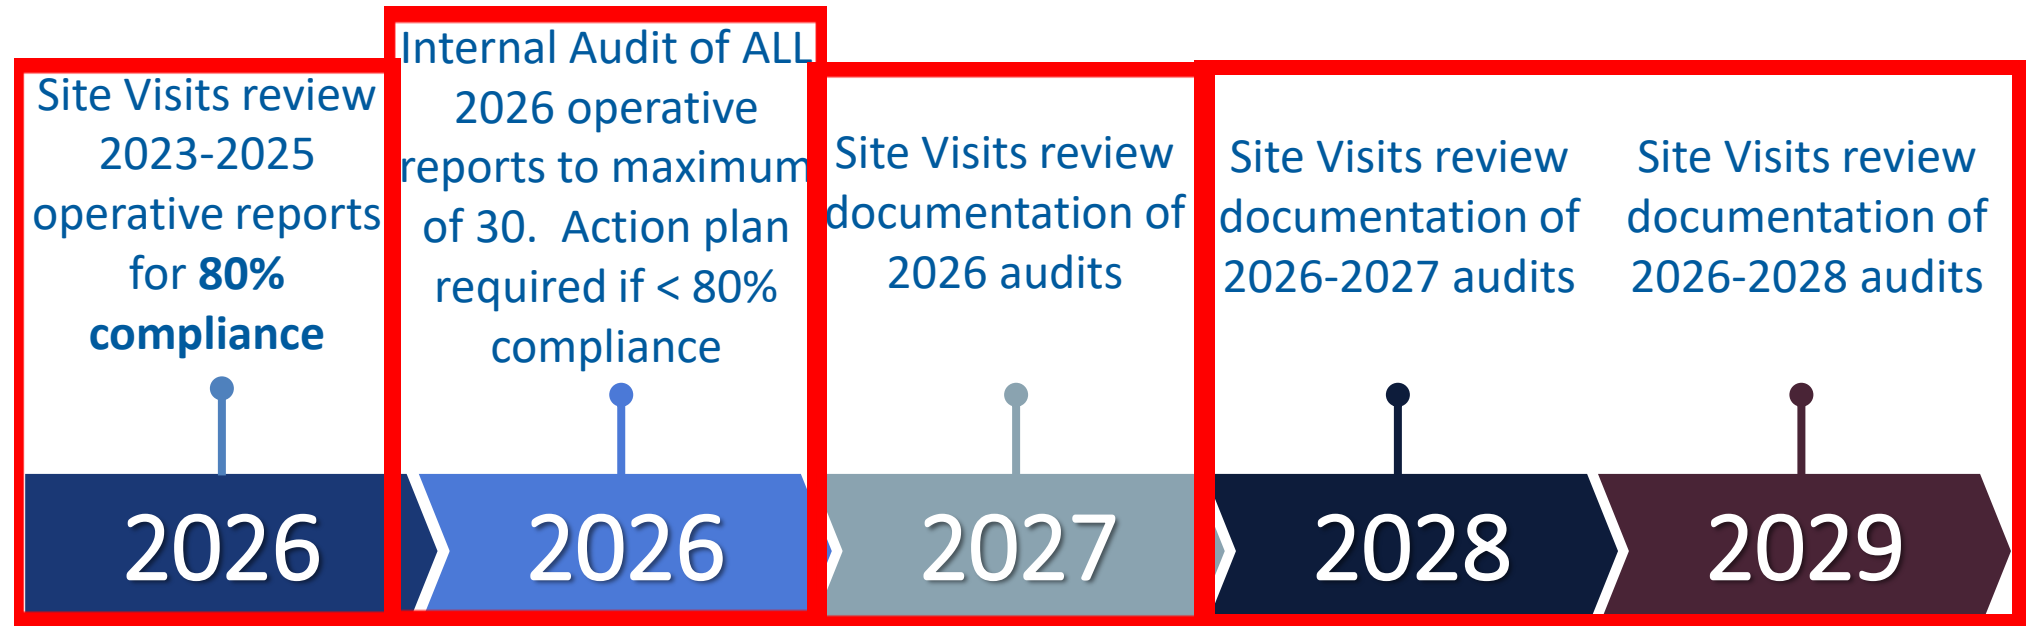 Site Visits review
2023-2025
operative reports
for 80%
compliance
Internal Audit of ALL
2026 operative
reports to maximum
of 30.  Action plan
required if < 80%
compliance
Site Visits review
documentation of
2026 audits
Site Visits review
documentation of
2026-2027 audits
Site Visits review
documentation of
2026-2028 audits
2026
2026
2027
2028
2029